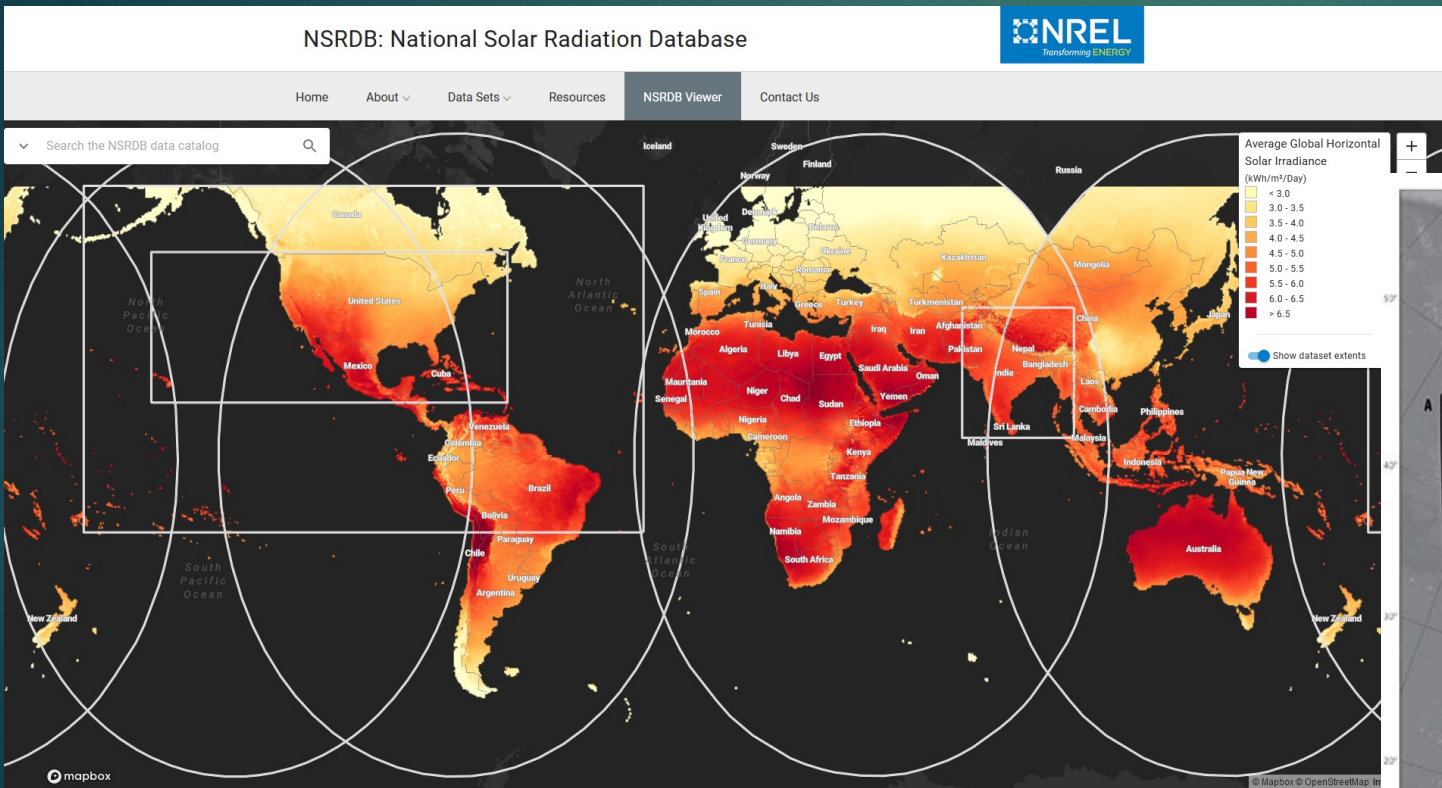 NSRDB: National Solar Radiation Database
NREL
Transforming ENERGY
Home About Data Sets Resources NSRDB Viewer Contact Us
Search the NSRDB data catalog
Average Global Horizontal
Solar Irradiance
(kWh/m²/Day)
< 3.0
3.0 - 3.5
3.5 - 4.0
4.0 - 4.5
4.5 - 5.0
5.0 - 5.5
5.5 - 6.0
6.0 - 6.5
> 6.5
Show dataset extents
+
−
Iceland
Sweden
Finland
Norway
Russia
Canada
United
Kingdom
Denmark
Belarus
Germany
Ukraine
France
Kazakhstan
Romania
Mongolia
Italy
Spain
Greece
Turkey
Turkmenistan
United States
North
Pacific
Ocean
North
Atlantic
Ocean
Japan
China
Tunisia
Morocco
Iraq
Iran
Afghanistan
Algeria
Libya
Egypt
Pakistan
Nepal
Mexico
Cuba
Saudi Arabia
Oman
India
Bangladesh
Laos
Mauritania
Niger
Chad
Sudan
Yemen
Senegal
Cambodia
Philippines
Nigeria
Ethiopia
Sri Lanka
Venezuela
Cameroon
Maldives
Malaysia
Colombia
Ecuador
Kenya
Indonesia
Papua New
Guinea
Tanzania
Peru
Brazil
Angola
Zambia
Bolivia
Mozambique
Namibia
Indian
Ocean
Paraguay
South
Atlantic
Ocean
Chile
South Africa
Australia
South
Pacific
Ocean
Uruguay
Argentina
New Zealand
New Zealand
mapbox
© Mapbox © OpenStreetMap Im
A
50°
40°
30°
20°